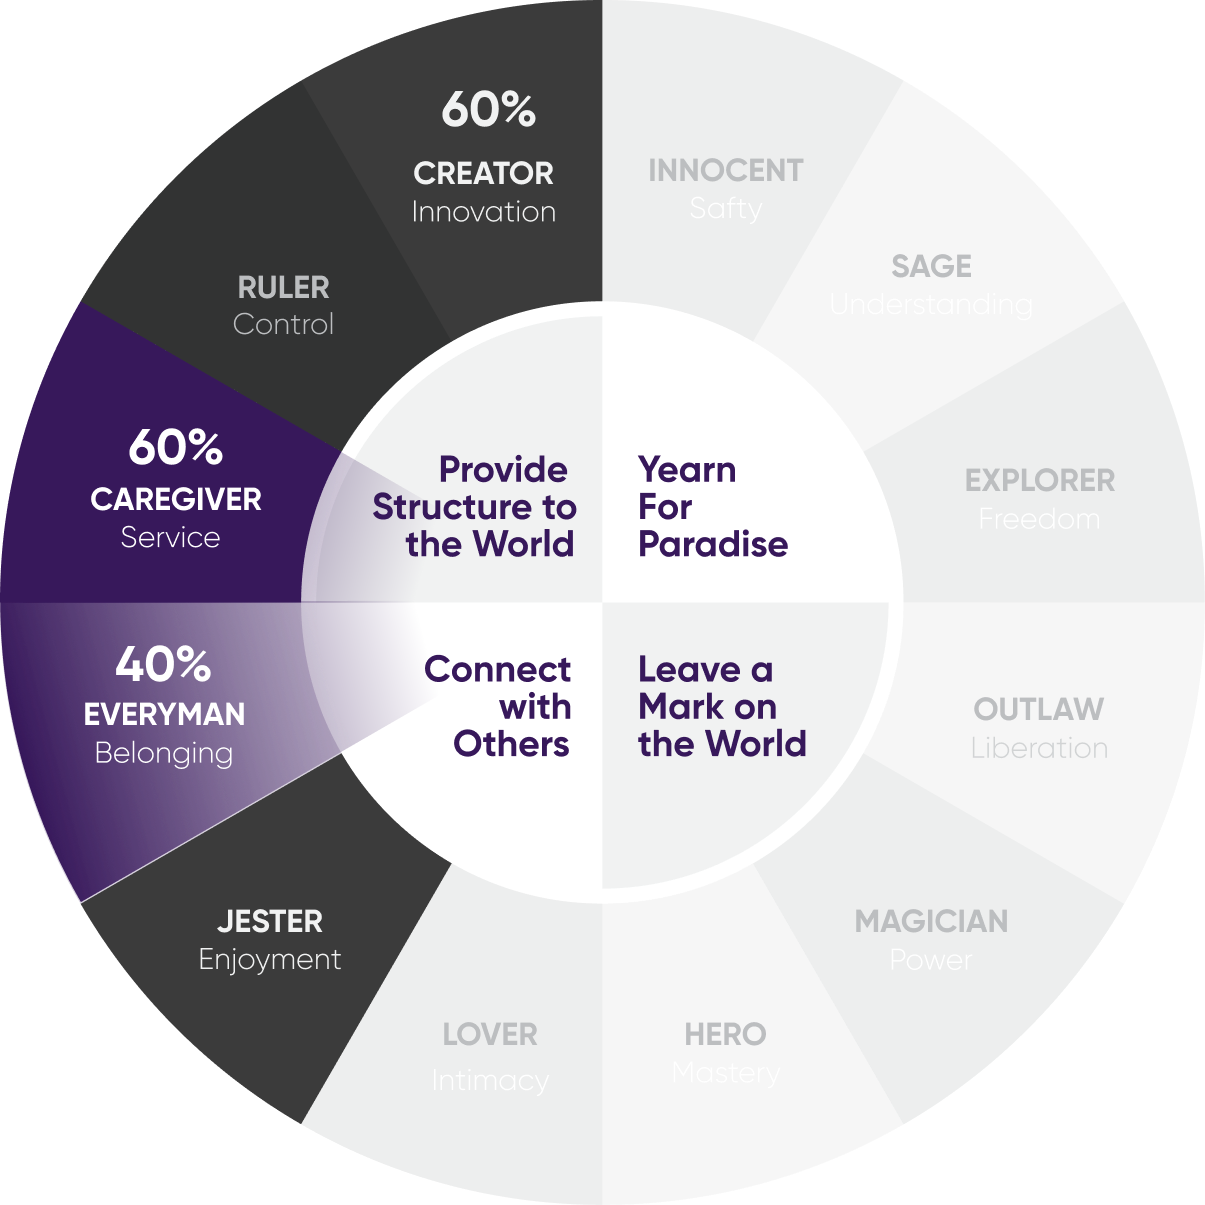 60%
CREATOR
Innovation
INNOCENT
Safty
SAGE
Understanding
RULER
Control
EXPLORER
Freedom
60%
CAREGIVER
Service
Provide
Structure to
the World
Yearn
For
Paradise
40%
EVERYMAN
Belonging
Connect
with
Others
Leave a
Mark on
the World
OUTLAW
Liberation
JESTER
Enjoyment
MAGICIAN
Power
LOVER
Intimacy
HERO
Mastery